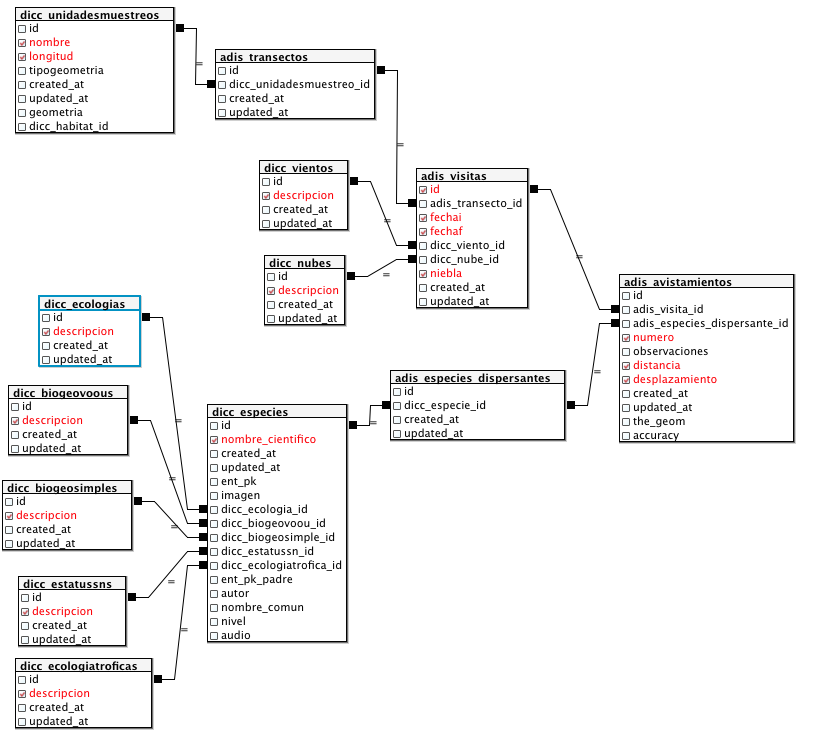 dicc_unidadesmuestreos
id
nombre
longitud
tipogeometria
created_at
updated_at
geometria
dicc_habitat_id
adis_transectos
id
dicc_unidadesmuestreo_id
created_at
updated_at
dicc_vientos
id
descripcion
created_at
updated_at
dicc_nubes
id
descripcion
created_at
updated_at
adis_visitas
id
adis_transecto_id
fechai
fechaf
dicc_viento_id
dicc_nube_id
niebla
created_at
updated_at
adis_avistamientos
id
adis_visita_id
adis_especies_dispersante_id
numero
observaciones
distancia
desplazamiento
created_at
updated_at
the_geom
accuracy
dicc_ecologias
id
descripcion
created_at
updated_at
dicc_biogeovoous
id
descripcion
created_at
updated_at
dicc_biogeosimples
id
descripcion
created_at
updated_at
dicc_estatussns
id
descripcion
created_at
updated_at
dicc_ecologiatroficas
id
descripcion
created_at
updated_at
dicc_especies
id
nombre_cientifico
created_at
updated_at
ent_pk
imagen
dicc_ecologia_id
dicc_biogeovoou_id
dicc_biogeosimple_id
dicc_estatussn_id
dicc_ecologiatrofica_id
ent_pk_padre
autor
nombre_comun
nivel
audio
adis_especies_dispersantes
id
dicc_especie_id
created_at
updated_at
=
=
=
=
=
=
=
=
=
=
=
=